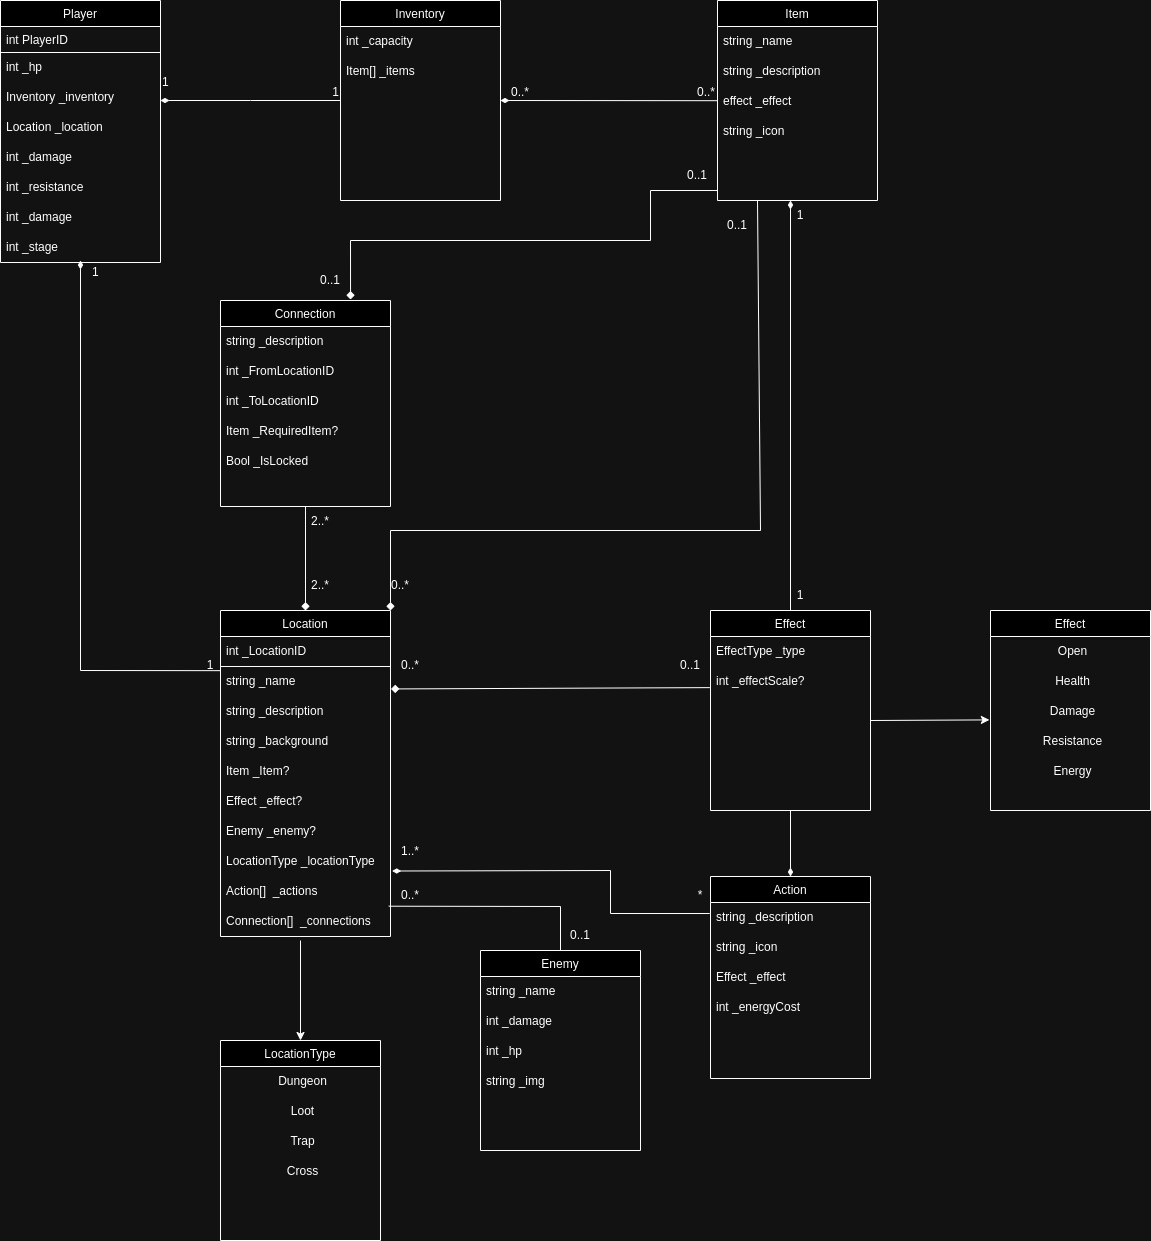 Player
int PlayerID
int _hp
Inventory _inventory
Location _location
int _damage
int _resistance
int _damage
int _stage
1
1
Inventory
int _capacity
Item[] _items
0..*
0..*
Item
string _name
string _description
effect _effect
string _icon
0..1
0..1
1
1
0..1
Connection
string _description
int _FromLocationID
int _ToLocationID
Item _RequiredItem?
Bool _IsLocked
2..*
2..*
0..*
1
1
Location
int _LocationID
string _name
string _description
string _background
Item _Item?
Effect _effect?
Enemy _enemy?
LocationType _locationType
Action[] _actions
Connection[] _connections
0..*
0..1
Effect
EffectType _type
int _effectScale?
Effect
Open
Health
Damage
Resistance
Energy
1..*
*
0..*
0..1
Action
string _description
string _icon
Effect _effect
int _energyCost
Enemy
string _name
int _damage
int _hp
string _img
LocationType
Dungeon
Loot
Trap
Cross